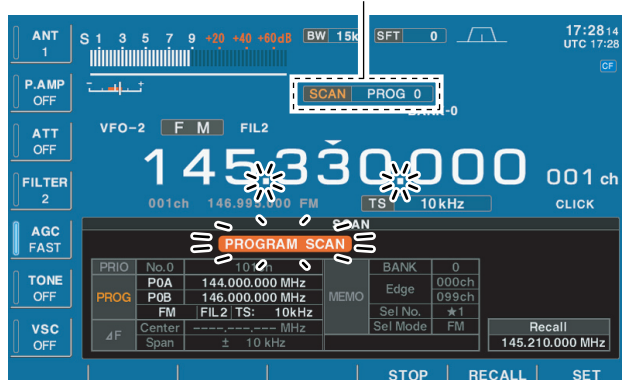 ANT
1
S 1 3 5 7 9 +20 +40 +60dB
BW 15k
SFT 0
17:28 14
UTC 17:28
CF
P.AMP
OFF
SCAN PROG 0
BANK-0
ATT
OFF
VFO-2 F M FIL2
145.330.000
001 ch
FILTER
2
001ch 146.995.000 FM
TS 10kHz
CLICK
AGC
FAST
SCAN
PROGRAM SCAN
PRIO No.0 101ch
PROG P0A 144.000.000 MHz
P0B 146.000.000 MHz
FM FIL2 TS: 10kHz
⊿F Center ----.---.--- MHz
Span ± 10 kHz
MEMO BANK 0
Edge 000ch
099ch
Sel No. ★1
Sel Mode FM
TONE
OFF
VSC
OFF
Recall
145.210.000 MHz
STOP RECALL SET